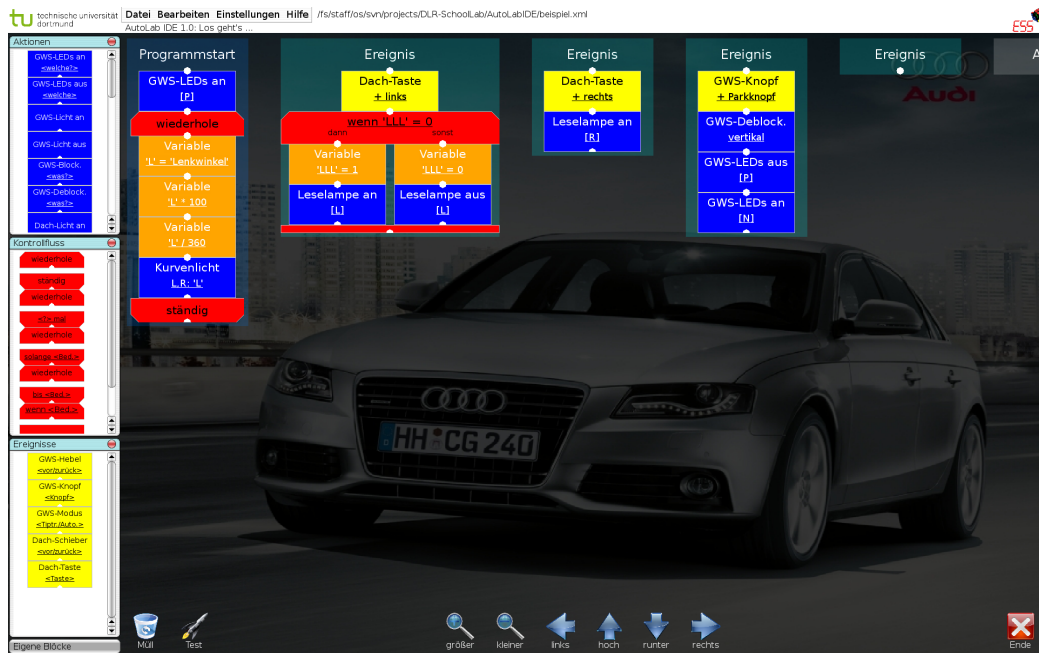 technische universität
dortmund
Datei Bearbeiten Einstellungen Hilfe /fs/staff/os/svn/projects/DLR-SchoolLab/AutoLabIDE/beispiel.xml
AutoLab IDE 1.0: Los geht's ...
ESS
Aktionen
GWS-LEDs an
<welche?>
GWS-LEDs aus
<welche>
GWS-Licht an
GWS-Licht aus
GWS-Block.
<was?>
GWS-Deblock.
<was?>
Dach-Licht an
Kontrollfluss
wiederhole
ständig
wiederhole
<1> mal
wiederhole
solange <Bed.>
wiederhole
bis <Bed.>
wenn <Bed.>
Ereignisse
GWS-Hebel
<vor/zurück>
GWS-Knopf
<Knopf>
GWS-Modus
<Tiptr./Auto.>
Dach-Schieber
<vor/zurück>
Dach-Taste
<Taste>
Eigene Blöcke
Programmstart
GWS-LEDs an
[P]
wiederhole
Variable
'L' = 'Lenkwinkel'
Variable
'L' * 100
Variable
'L' / 360
Kurvenlicht
L,R: 'L'
ständig
Ereignis
Dach-Taste
+ links
wenn 'LLL' = 0
dann sonst
Variable
'LLL' = 1
Leselampe an
[L]
Variable
'LLL' = 0
Leselampe aus
[L]
Ereignis
Dach-Taste
+ rechts
Leselampe an
[R]
Ereignis
GWS-Knopf
+ Parkknopf
GWS-Deblock.
vertikal
GWS-LEDs aus
[P]
GWS-LEDs an
[N]
Ereignis
A
Audi
HH CG 240
Müll
Test
größer
kleiner
links
hoch
runter
rechts
Ende